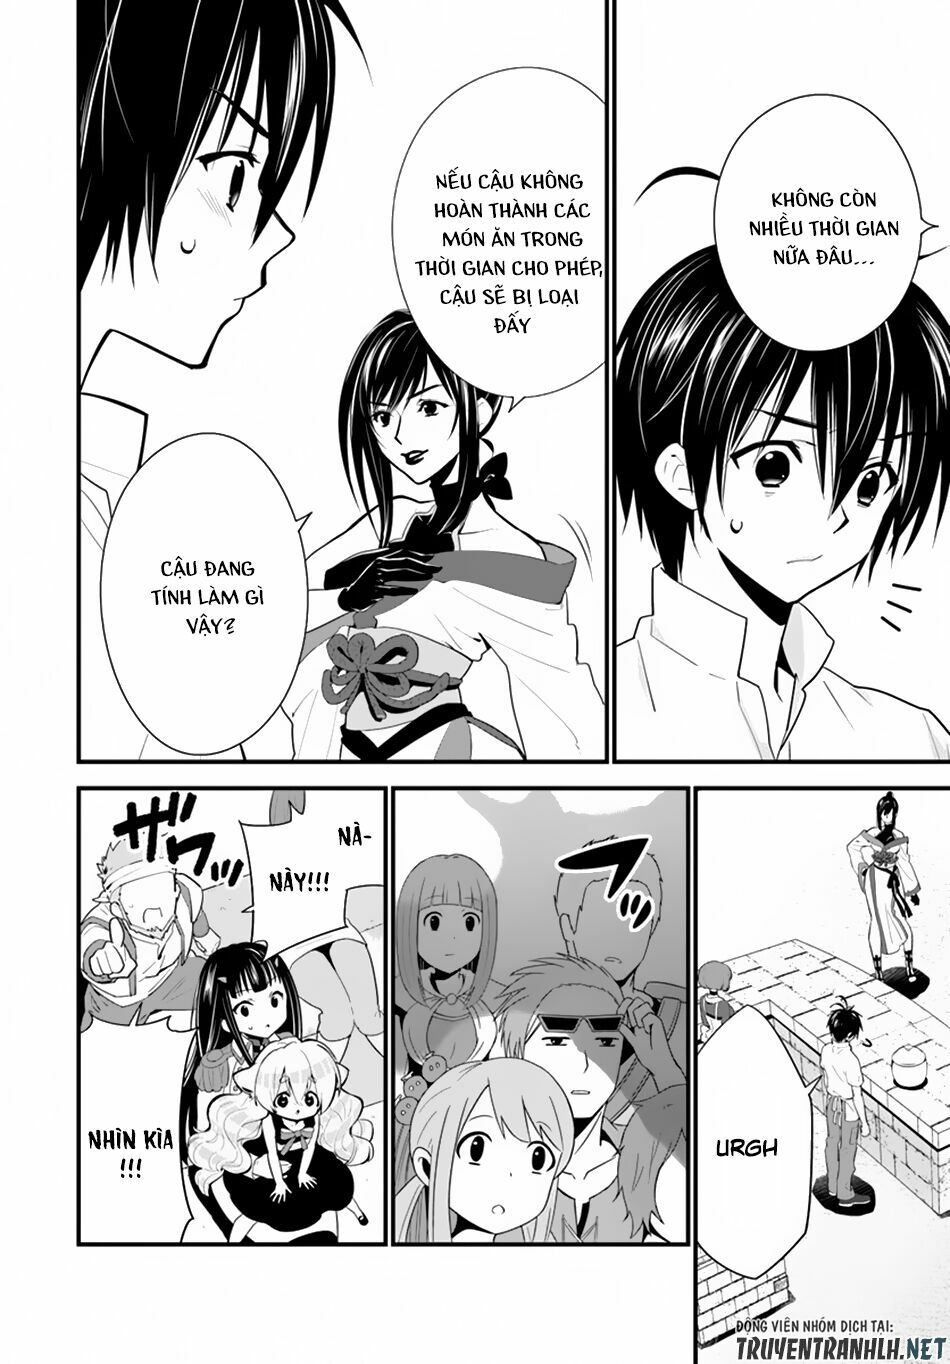 KHÔNG CÒN
NHIỀU THỜI GIAN
NỮA ĐÂU...
NẾU CẬU KHÔNG
HOÀN THÀNH CÁC
MÓN ĂN TRONG
THỜI GIAN CHO PHÉP,
CẬU SẼ BỊ LOẠI
ĐẤY
CẬU ĐANG
TÍNH LÀM GÌ
VẬY?
URGH
NÀ-
NÀY!!!
NHÌN KÌA
!!!
ĐỘNG VIÊN NHÓM DỊCH TẠI:
TRUYENTRANHLH.NET